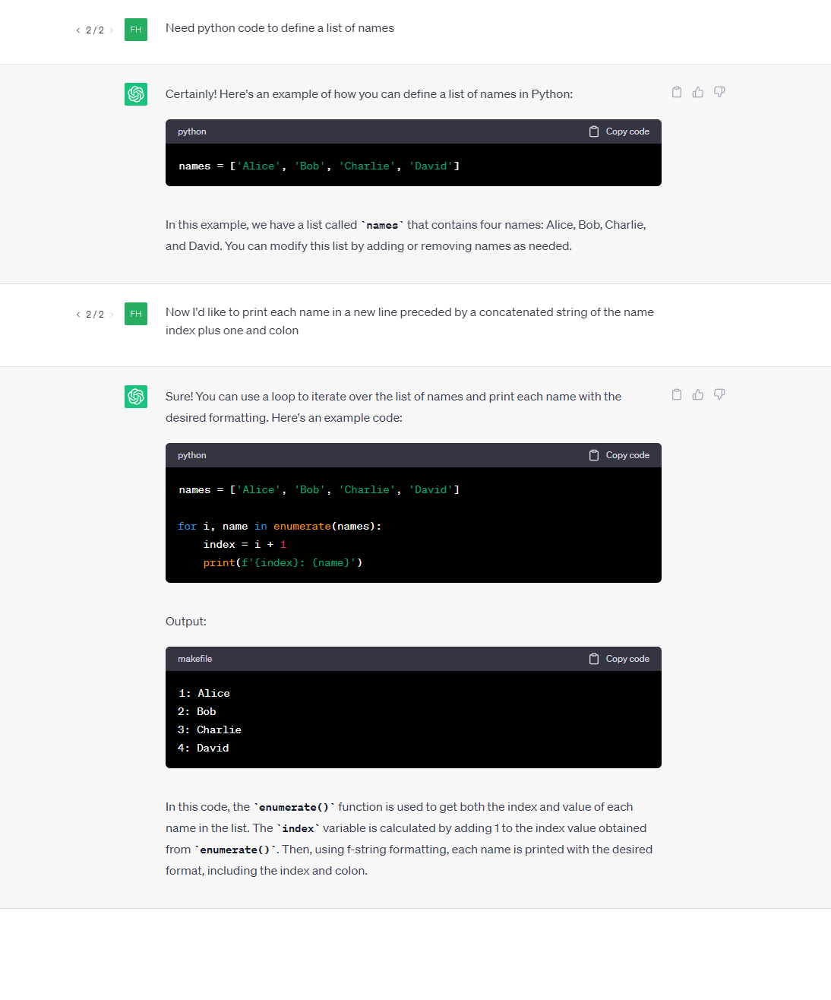 < 2/2 > FH Need python code to define a list of names
Certainly! Here's an example of how you can define a list of names in Python:
python Copy code
names = ['Alice', 'Bob', 'Charlie', 'David']
In this example, we have a list called `names` that contains four names: Alice, Bob, Charlie,
and David. You can modify this list by adding or removing names as needed.
< 2/2 > FH Now I'd like to print each name in a new line preceded by a concatenated string of the name
index plus one and colon
Sure! You can use a loop to iterate over the list of names and print each name with the
desired formatting. Here's an example code:
python Copy code
names = ['Alice', 'Bob', 'Charlie', 'David']
for i, name in enumerate(names):
    index = i + 1
    print(f'{index}: {name}')
Output:
makefile Copy code
1: Alice
2: Bob
3: Charlie
4: David
In this code, the `enumerate()` function is used to get both the index and value of each
name in the list. The `index` variable is calculated by adding 1 to the index value obtained
from `enumerate()`. Then, using f-string formatting, each name is printed with the desired
format, including the index and colon.